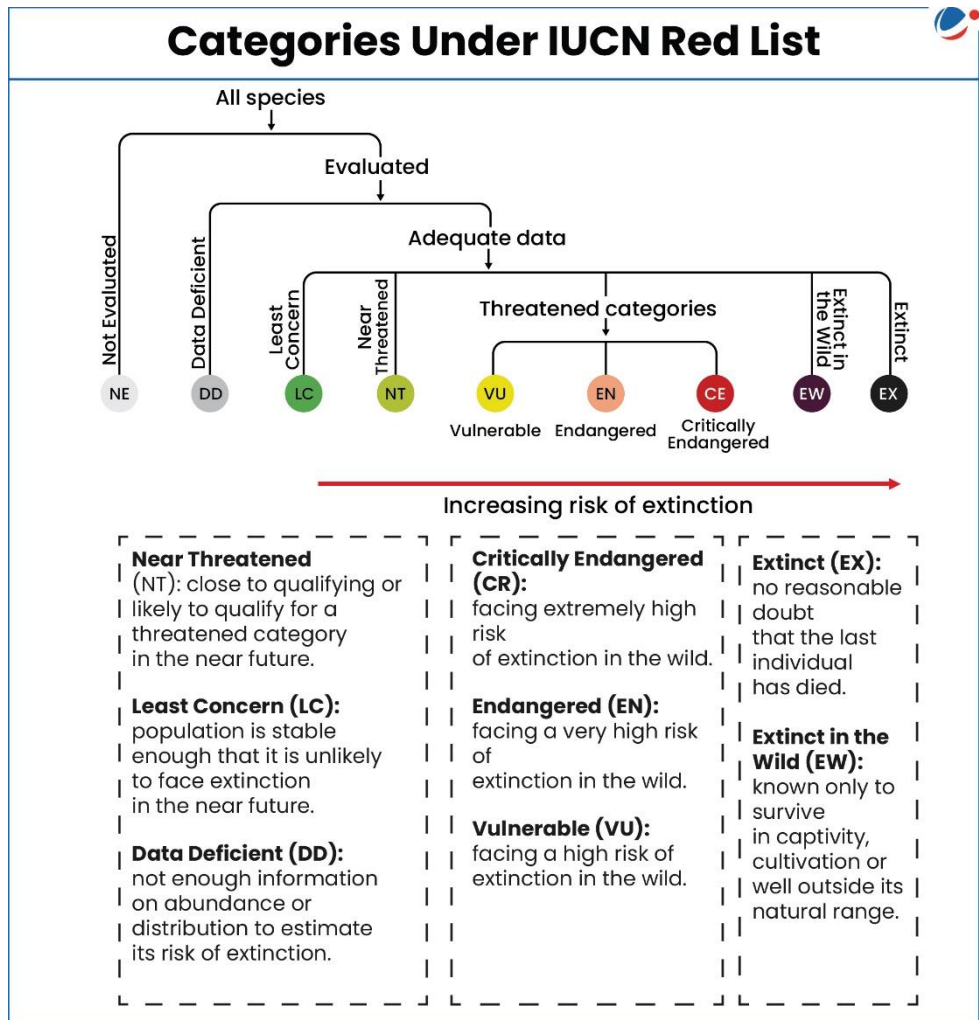 Categories Under IUCN Red List
All species
Evaluated
Adequate data
Not Evaluated
Data Deficient
Least
Concern
Near
Threatened
Threatened categories
Extinct in
the Wild
Extinct
NE
DD
LC
NT
VU
EN
CE
EW
EX
Vulnerable
Endangered
Critically
Endangered
Increasing risk of extinction
Near Threatened
(NT): close to qualifying or
likely to qualify for a
threatened category
in the near future.
Least Concern (LC):
population is stable
enough that it is unlikely
to face extinction
in the near future.
Data Deficient (DD):
not enough information
on abundance or
distribution to estimate
its risk of extinction.
Critically Endangered
(CR):
facing extremely high
risk
of extinction in the wild.
Endangered (EN):
facing a very high risk
of
extinction in the wild.
Vulnerable (VU):
facing a high risk of
extinction in the wild.
Extinct (EX):
no reasonable
doubt
that the last
individual
has died.
Extinct in the
Wild (EW):
known only to
survive
in captivity,
cultivation or
well outside its
natural range.